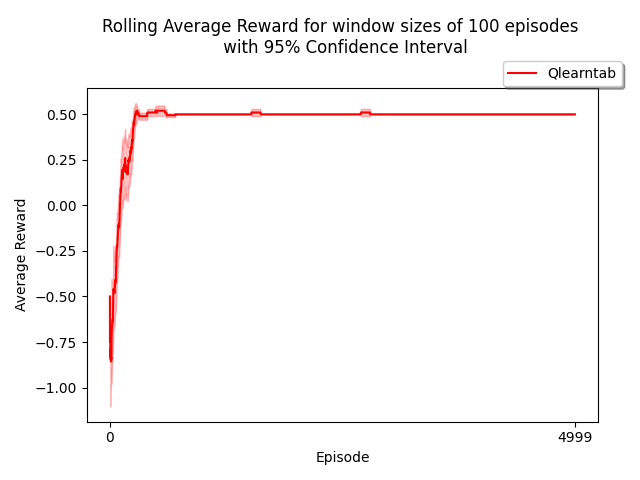 Rolling Average Reward for window sizes of 100 episodes
with 95% Confidence Interval
Qlearntab
0.50
0.25
0.00
−0.25
−0.50
−0.75
−1.00
Average Reward
0
4999
Episode